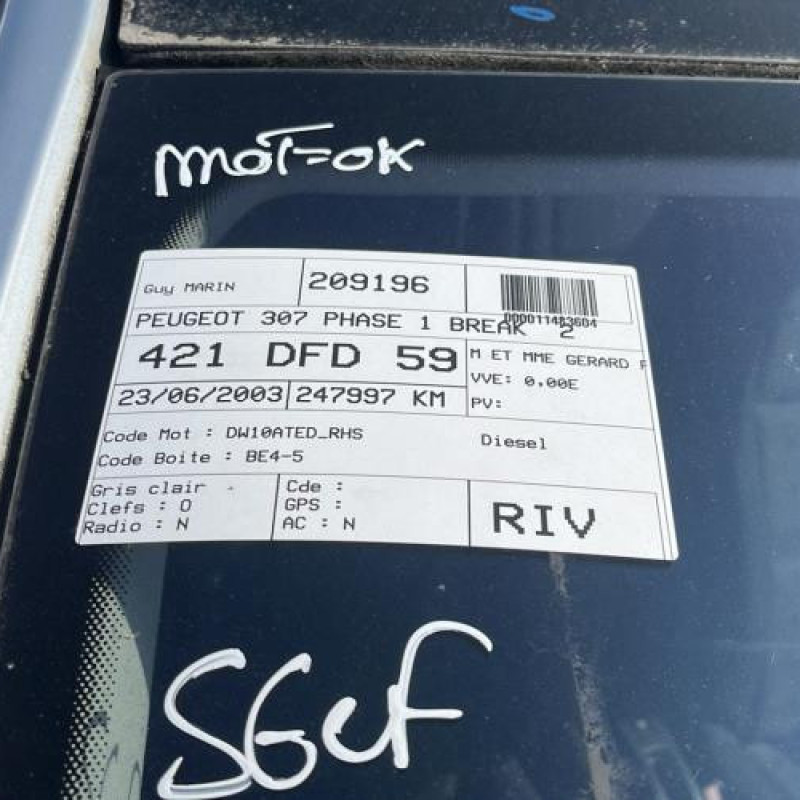 MOT=OK
Guy MARIN
209196
000011483604
PEUGEOT 307 PHASE 1 BREAK 2
421 DFD 59
M ET MME GERARD
VVE: 0.00E
PV:
23/06/2003
247997 KM
Code Mot : DW10ATED_RHS
Diesel
Code Boite : BE4-5
Gris clair -
Clefs : O
Radio : N
Cde :
GPS :
AC : N
RIV